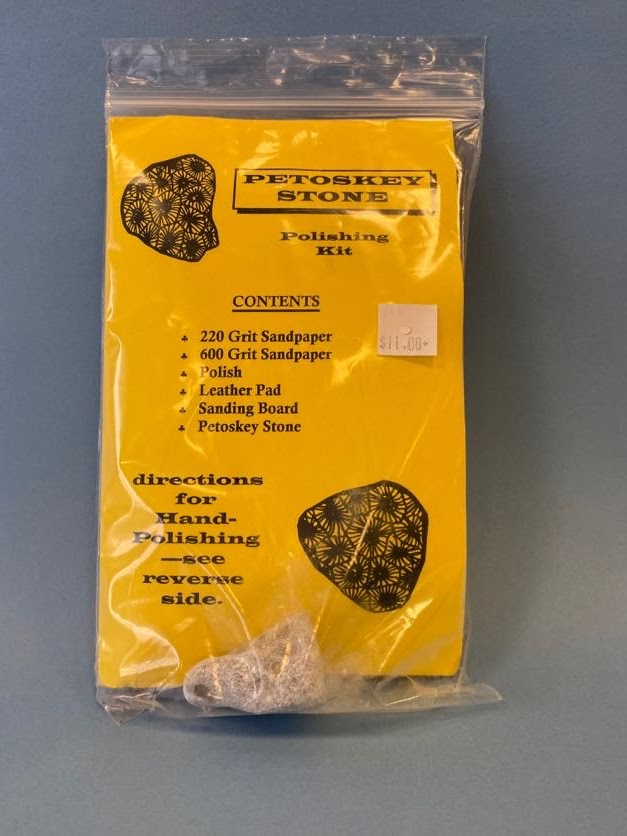 PETOSKEY
STONE
Polishing
Kit
CONTENTS
220 Grit Sandpaper
600 Grit Sandpaper
Polish
Leather Pad
Sanding Board
Petoskey Stone
$11.00+
directions
for
Hand-
Polishing
—see
reverse
side.